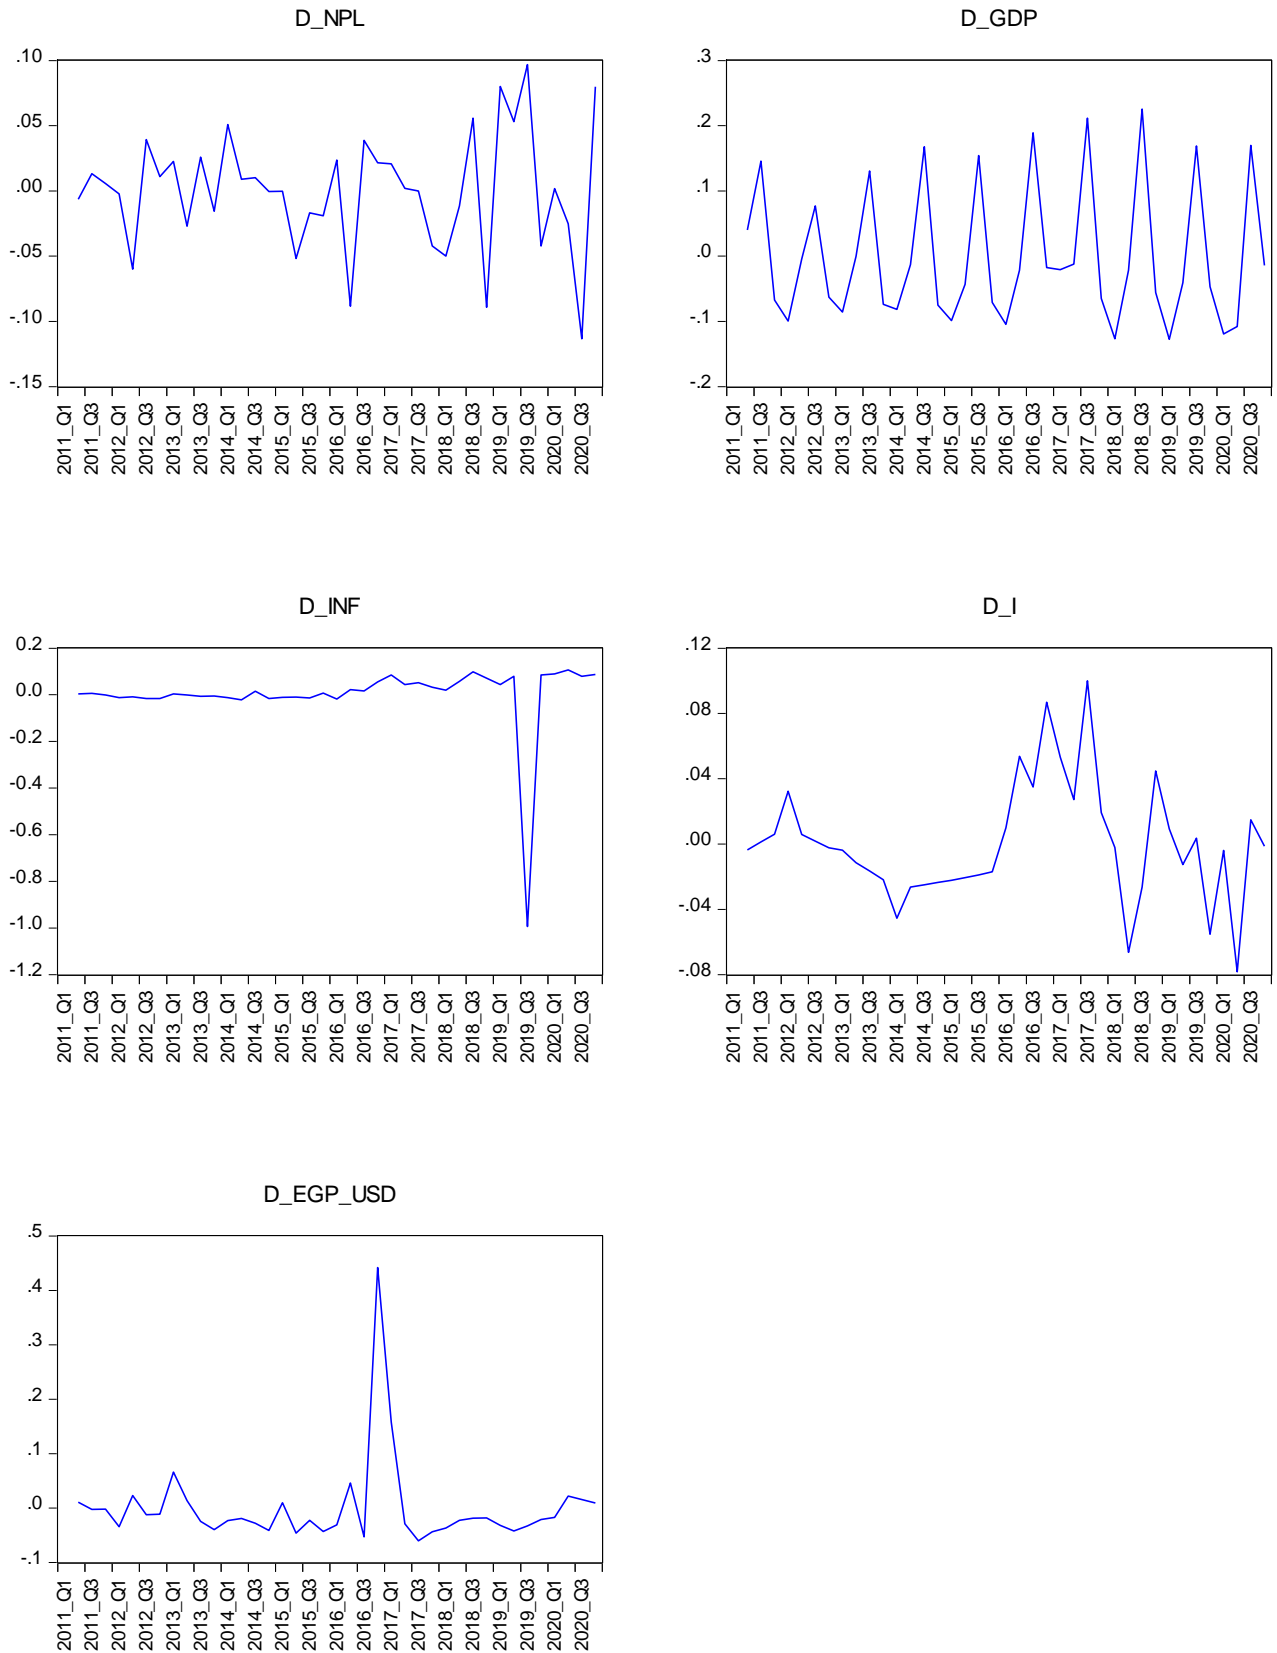 D_NPL
.10
.05
.00
-.05
-.10
-.15
2011_Q1
2011_Q3
2012_Q1
2012_Q3
2013_Q1
2013_Q3
2014_Q1
2014_Q3
2015_Q1
2015_Q3
2016_Q1
2016_Q3
2017_Q1
2017_Q3
2018_Q1
2018_Q3
2019_Q1
2019_Q3
2020_Q1
2020_Q3
D_GDP
.3
.2
.1
.0
-.1
-.2
2011_Q1
2011_Q3
2012_Q1
2012_Q3
2013_Q1
2013_Q3
2014_Q1
2014_Q3
2015_Q1
2015_Q3
2016_Q1
2016_Q3
2017_Q1
2017_Q3
2018_Q1
2018_Q3
2019_Q1
2019_Q3
2020_Q1
2020_Q3
D_INF
0.2
0.0
-0.2
-0.4
-0.6
-0.8
-1.0
-1.2
2011_Q1
2011_Q3
2012_Q1
2012_Q3
2013_Q1
2013_Q3
2014_Q1
2014_Q3
2015_Q1
2015_Q3
2016_Q1
2016_Q3
2017_Q1
2017_Q3
2018_Q1
2018_Q3
2019_Q1
2019_Q3
2020_Q1
2020_Q3
D_I
.12
.08
.04
.00
-.04
-.08
2011_Q1
2011_Q3
2012_Q1
2012_Q3
2013_Q1
2013_Q3
2014_Q1
2014_Q3
2015_Q1
2015_Q3
2016_Q1
2016_Q3
2017_Q1
2017_Q3
2018_Q1
2018_Q3
2019_Q1
2019_Q3
2020_Q1
2020_Q3
D_EGP_USD
.5
.4
.3
.2
.1
.0
-.1
2011_Q1
2011_Q3
2012_Q1
2012_Q3
2013_Q1
2013_Q3
2014_Q1
2014_Q3
2015_Q1
2015_Q3
2016_Q1
2016_Q3
2017_Q1
2017_Q3
2018_Q1
2018_Q3
2019_Q1
2019_Q3
2020_Q1
2020_Q3